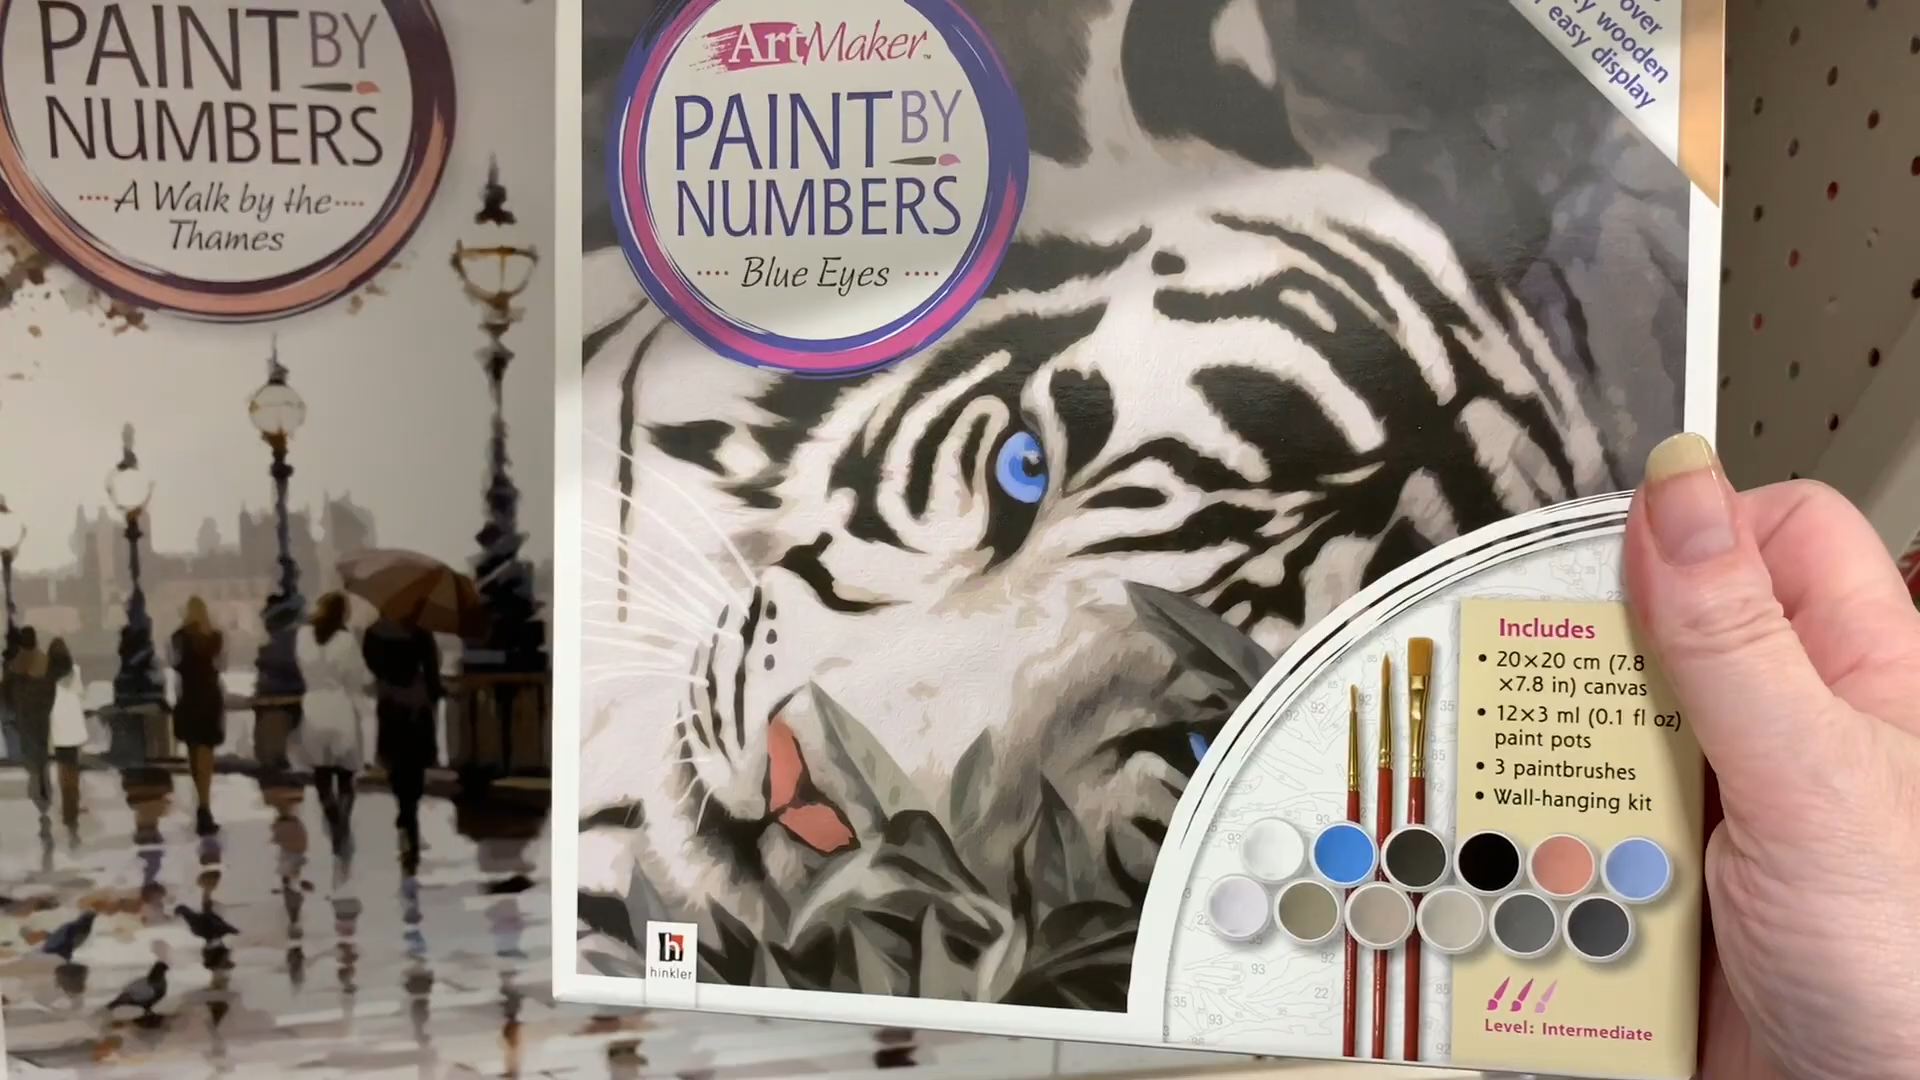 PAINT BY
NUMBERS
A Walk by the
Thames
ArtMaker™
PAINT BY
NUMBERS
Blue Eyes
over
wooden
easy display
Includes
• 20×20 cm (7.8
×7.8 in) canvas
• 12×3 ml (0.1 fl oz)
paint pots
• 3 paintbrushes
• Wall-hanging kit
Level: Intermediate
h
hinkler